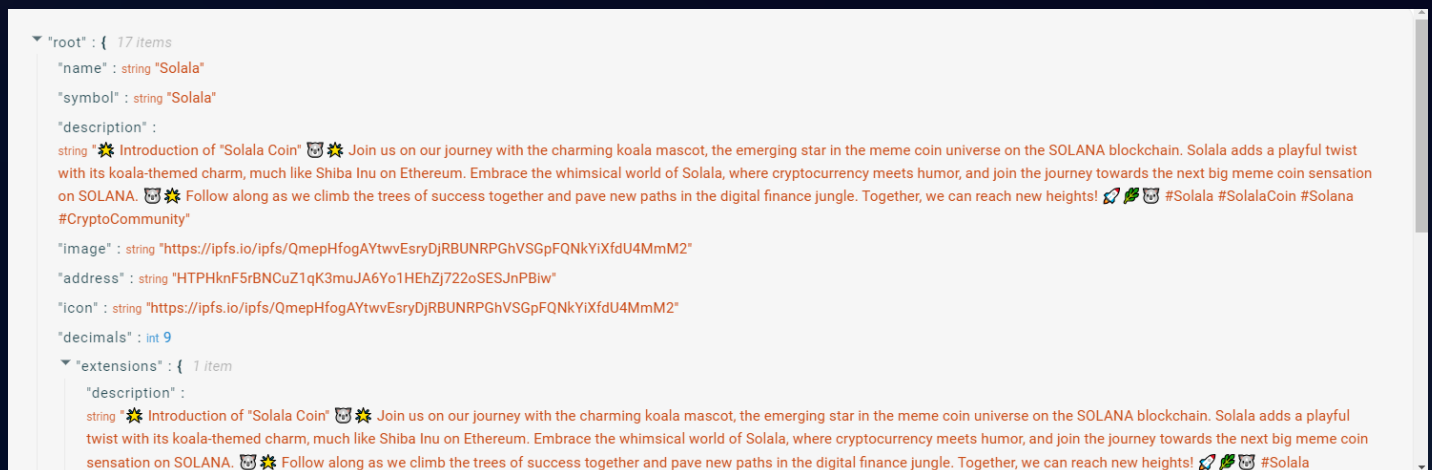 "root" : { 17 items
"name" : string "Solala"
"symbol" : string "Solala"
"description" :
string "🌟 Introduction of "Solala Coin" 🐨🌟 Join us on our journey with the charming koala mascot, the emerging star in the meme coin universe on the SOLANA blockchain. Solala adds a playful twist
with its koala-themed charm, much like Shiba Inu on Ethereum. Embrace the whimsical world of Solala, where cryptocurrency meets humor, and join the journey towards the next big meme coin sensation
on SOLANA. 🐨🌟 Follow along as we climb the trees of success together and pave new paths in the digital finance jungle. Together, we can reach new heights! 🚀🌿🐨 #Solala #SolalaCoin #Solana
#CryptoCommunity"
"image" : string "https://ipfs.io/ipfs/QmepHfogAYtwvEsryDjRBUNRPGhVSGpFQNkYiXfdU4MmM2"
"address" : string "HTPHknF5rBNCuZ1qK3muJA6Yo1HEhZj722oSESJnPBiw"
"icon" : string "https://ipfs.io/ipfs/QmepHfogAYtwvEsryDjRBUNRPGhVSGpFQNkYiXfdU4MmM2"
"decimals" : int 9
"extensions" : { 1 item
"description" :
string "🌟 Introduction of "Solala Coin" 🐨🌟 Join us on our journey with the charming koala mascot, the emerging star in the meme coin universe on the SOLANA blockchain. Solala adds a playful
twist with its koala-themed charm, much like Shiba Inu on Ethereum. Embrace the whimsical world of Solala, where cryptocurrency meets humor, and join the journey towards the next big meme coin
sensation on SOLANA. 🐨🌟 Follow along as we climb the trees of success together and pave new paths in the digital finance jungle. Together, we can reach new heights! 🚀🌿🐨 #Solala